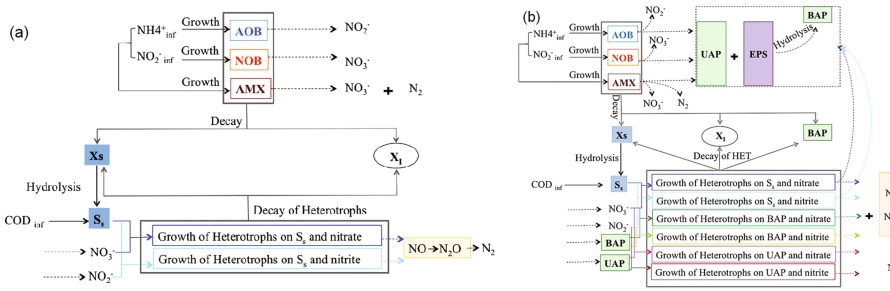 (a)
NH4⁺inf
Growth
AOB
NO₂⁻
NO₂⁻inf
Growth
NOB
NO₃⁻
Growth
AMX
NO₃⁻ + N₂
Decay
Xs
X_I
Hydrolysis
Decay of Heterotrophs
COD inf
Sₛ
Growth of Heterotrophs on Sₛ and nitrate
NO₃⁻
Growth of Heterotrophs on Sₛ and nitrite
NO₂⁻
NO→N₂O
N₂
(b)
NO₂⁻
NH4⁺inf
Growth
AOB
NO₃⁻
NO₂⁻inf
Growth
NOB
Growth
AMX
NO₃⁻
N₂
UAP
+
EPS
Hydrolysis
BAP
Decay
Xs
X_I
BAP
Hydrolysis
Decay of HET
COD inf
Sₛ
Growth of Heterotrophs on Sₛ and nitrate
NO₃⁻
Growth of Heterotrophs on Sₛ and nitrite
NO₂⁻
Growth of Heterotrophs on BAP and nitrate
BAP
Growth of Heterotrophs on BAP and nitrite
UAP
Growth of Heterotrophs on UAP and nitrate
Growth of Heterotrophs on UAP and nitrite
+
N
N
N